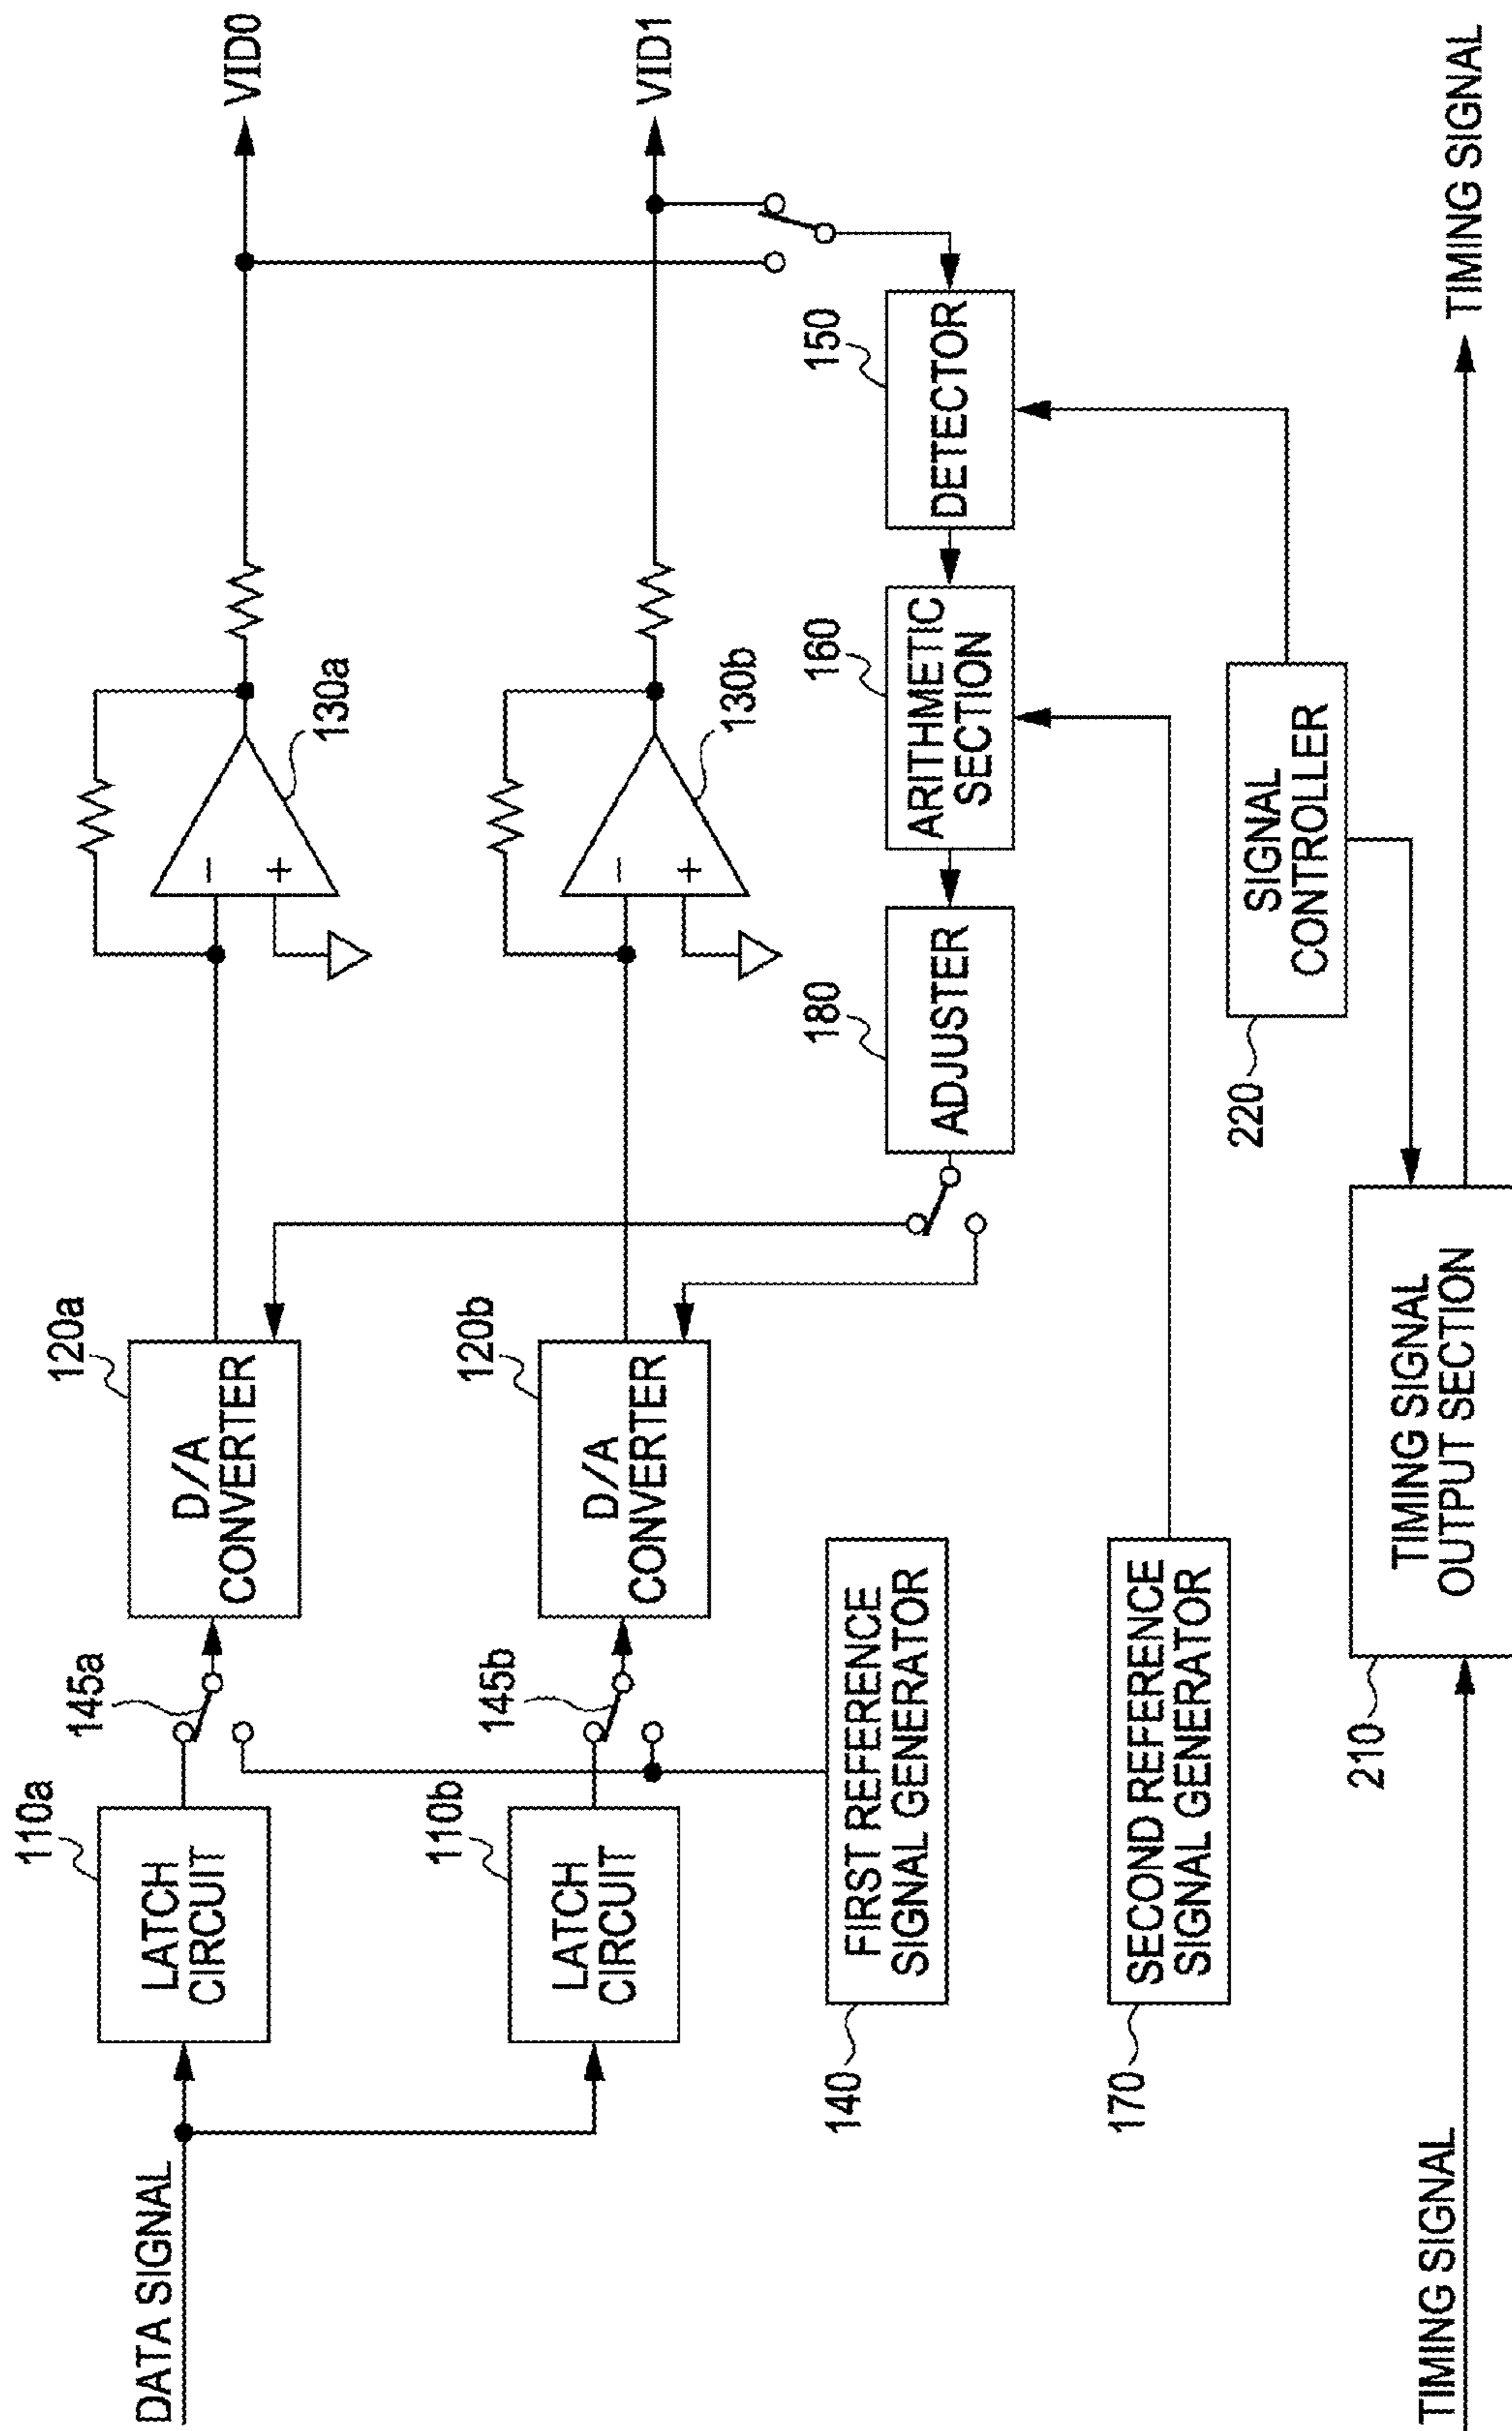 DATA SIGNAL
110a
LATCH
CIRCUIT
145a
120a
D/A
CONVERTER
−
+
130a
VID0
110b
LATCH
CIRCUIT
145b
120b
D/A
CONVERTER
−
+
130b
VID1
140
FIRST REFERENCE
SIGNAL GENERATOR
180
ADJUSTER
160
ARITHMETIC
SECTION
150
DETECTOR
170
SECOND REFERENCE
SIGNAL GENERATOR
220
SIGNAL
CONTROLLER
TIMING SIGNAL
210
TIMING SIGNAL
OUTPUT SECTION
TIMING SIGNAL